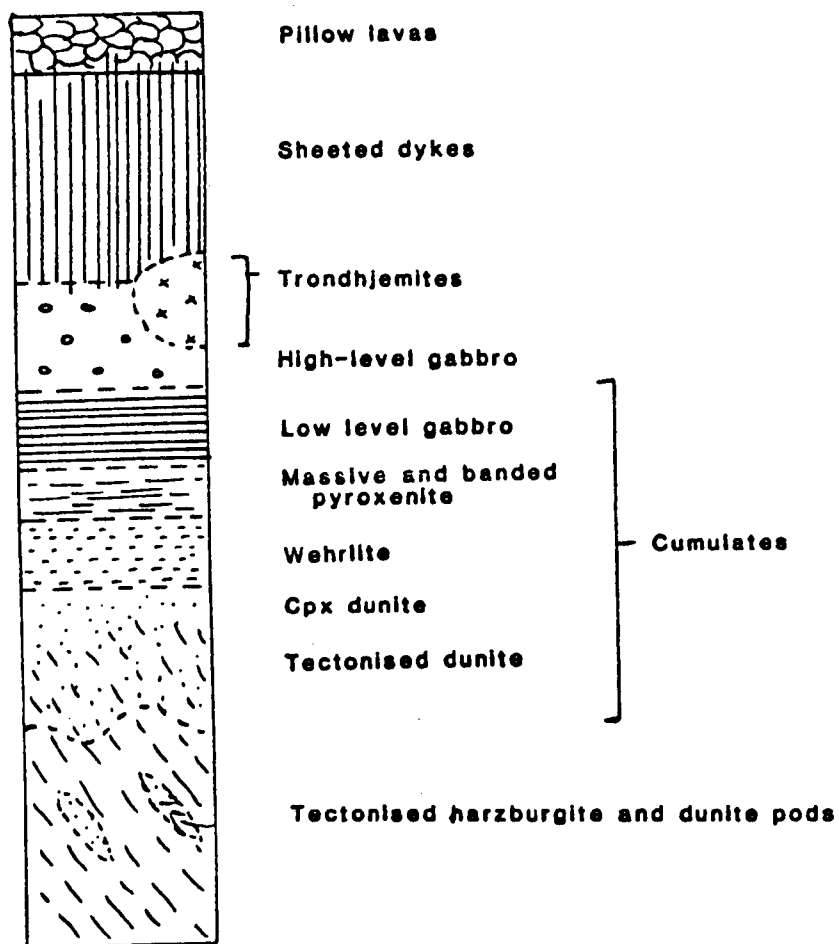 Pillow lavas
Sheeted dykes
Trondhjemites
High-level gabbro
Low level gabbro
Massive and banded
pyroxenite
Wehrlite
Cumulates
Cpx dunite
Tectonised dunite
Tectonised harzburgite and dunite pods